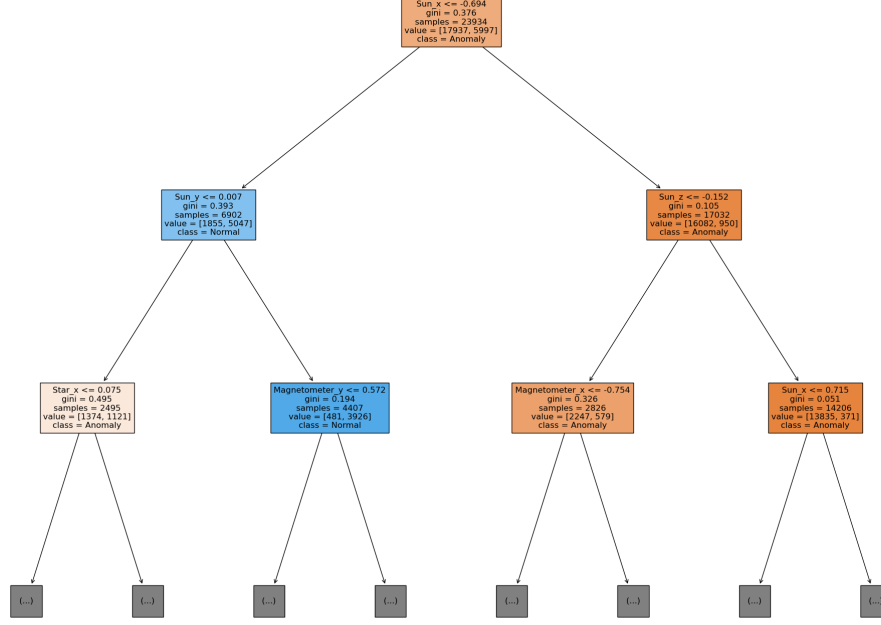 Sun_x <= -0.694
gini = 0.376
samples = 23934
value = [17937, 5997]
class = Anomaly
Sun_y <= 0.007
gini = 0.393
samples = 6902
value = [1855, 5047]
class = Normal
Sun_z <= -0.152
gini = 0.105
samples = 17032
value = [16082, 950]
class = Anomaly
Star_x <= 0.075
gini = 0.495
samples = 2495
value = [1374, 1121]
class = Anomaly
Magnetometer_y <= 0.572
gini = 0.194
samples = 4407
value = [481, 3926]
class = Normal
Magnetometer_x <= -0.754
gini = 0.326
samples = 2826
value = [2247, 579]
class = Anomaly
Sun_x <= 0.715
gini = 0.051
samples = 14206
value = [13835, 371]
class = Anomaly
(...)
(...)
(...)
(...)
(...)
(...)
(...)
(...)